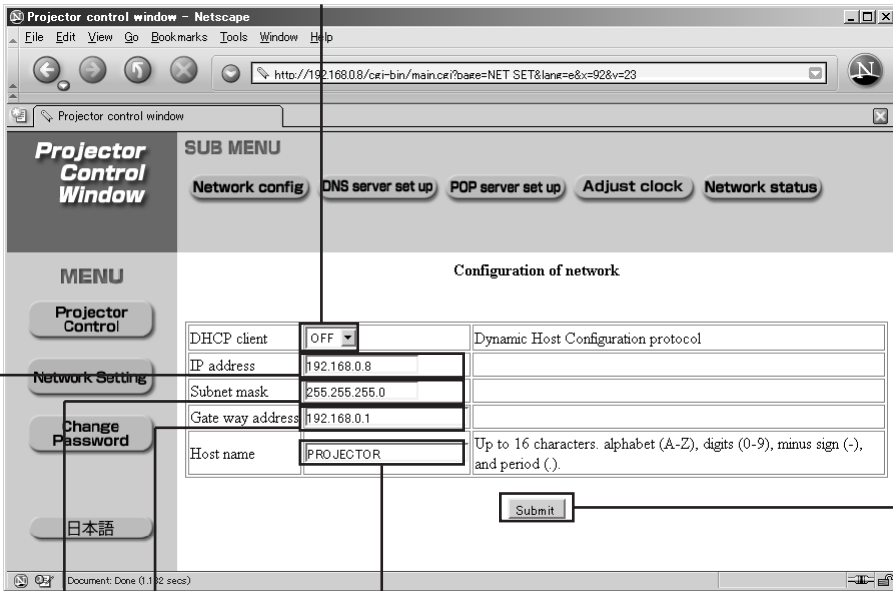 Projector control window - Netscape
File Edit View Go Bookmarks Tools Window Help
http://192.168.0.8/cgi-bin/main.cgi?page=NET SET&lang=e&x=92&y=23
N
Projector control window
Projector
Control
Window
SUB MENU
Network config DNS server set up POP server set up Adjust clock Network status
MENU
Projector
Control
Network Setting
Change
Password
日本語
Configuration of network
DHCP client OFF Dynamic Host Configuration protocol
IP address 192.168.0.8
Subnet mask 255.255.255.0
Gate way address 192.168.0.1
Host name PROJECTOR Up to 16 characters. alphabet (A-Z), digits (0-9), minus sign (-),
and period (.).
Submit
Document: Done secs)